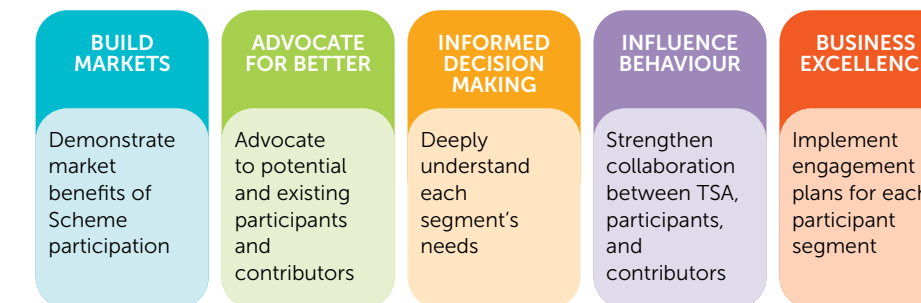 BUILD
MARKETS
Demonstrate
market
benefits of
Scheme
participation
ADVOCATE
FOR BETTER
Advocate
to potential
and existing
participants
and
contributors
INFORMED
DECISION
MAKING
Deeply
understand
each
segment's
needs
INFLUENCE
BEHAVIOUR
Strengthen
collaboration
between TSA,
participants,
and
contributors
BUSINESS
EXCELLENC
Implement
engagement
plans for each
participant
segment